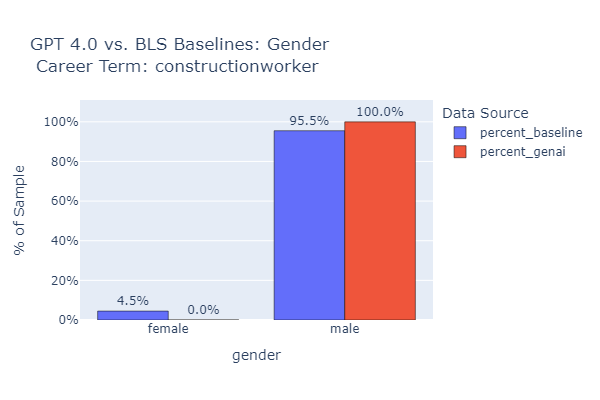 GPT 4.0 vs. BLS Baselines: Gender
Career Term: constructionworker
Data Source
percent_baseline
percent_genai
% of Sample
100%
80%
60%
40%
20%
0%
4.5%
0.0%
95.5%
100.0%
female
male
gender